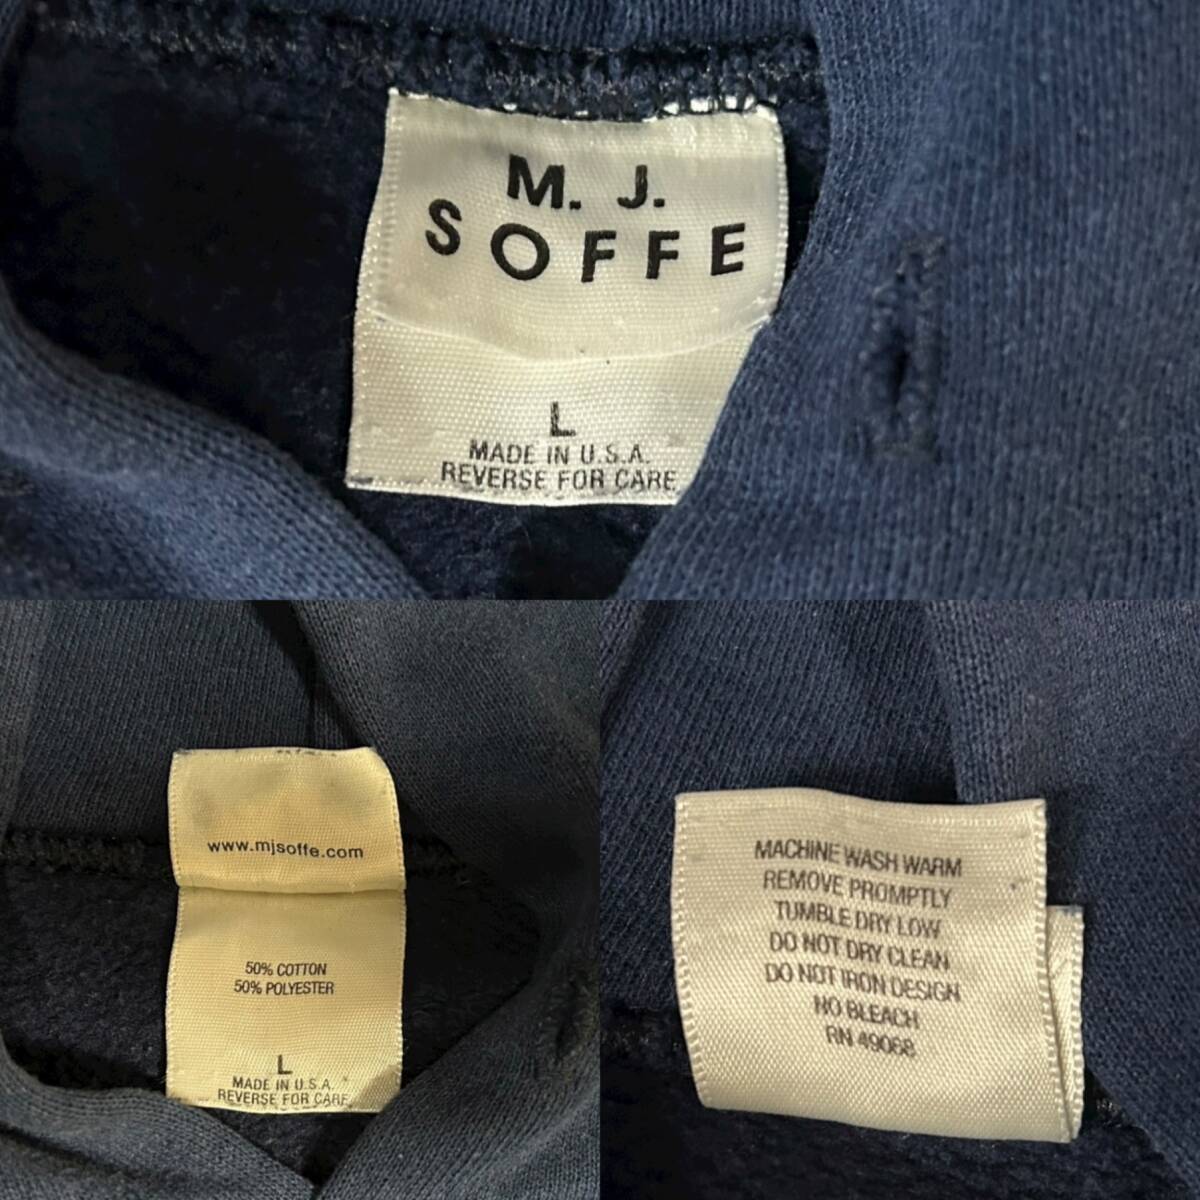 M. J.
SOFFE
L
MADE IN U.S.A.
REVERSE FOR CARE
www.mjsoffe.com
50% COTTON
50% POLYESTER
L
MADE IN U.S.A.
REVERSE FOR CARE
MACHINE WASH WARM
REMOVE PROMPTLY
TUMBLE DRY LOW
DO NOT DRY CLEAN
DO NOT IRON DESIGN
NO BLEACH
RN 49068